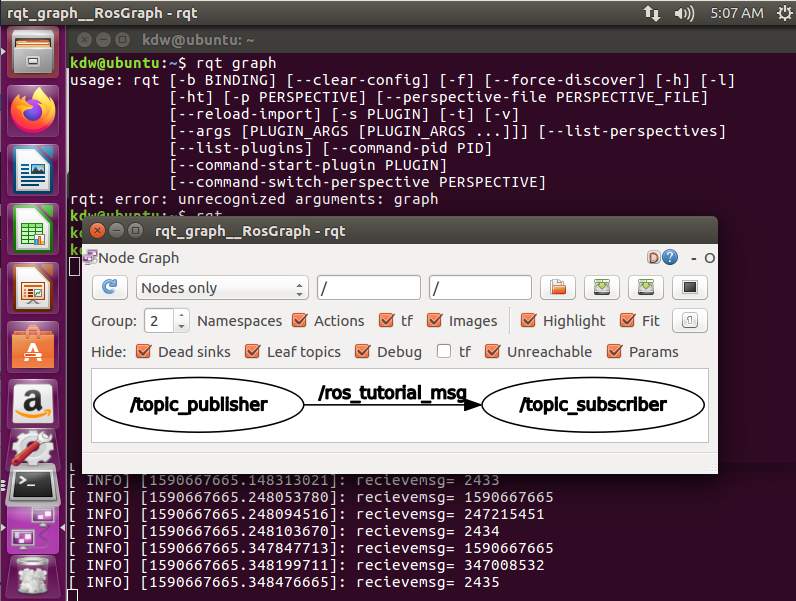 rqt_graph__RosGraph - rqt
5:07 AM
kdw@ubuntu: ~
kdw@ubuntu:~$ rqt graph
usage: rqt [-b BINDING] [--clear-config] [-f] [--force-discover] [-h] [-l]
[-ht] [-p PERSPECTIVE] [--perspective-file PERSPECTIVE_FILE]
[--reload-import] [-s PLUGIN] [-t] [-v]
[--args [PLUGIN_ARGS [PLUGIN_ARGS ...]]] [--list-perspectives]
[--list-plugins] [--command-pid PID]
[--command-start-plugin PLUGIN]
[--command-switch-perspective PERSPECTIVE]
rqt: error: unrecognized arguments: graph
kdw@ubuntu:~$ rqt
rqt_graph__RosGraph - rqt
Node Graph
D ? - O
Nodes only / /
Group: 2 Namespaces Actions tf Images Highlight Fit
Hide: Dead sinks Leaf topics Debug tf Unreachable Params
/topic_publisher /ros_tutorial_msg /topic_subscriber
[ INFO] [1590667665.148313021]: recievemsg= 2433
[ INFO] [1590667665.248053780]: recievemsg= 1590667665
[ INFO] [1590667665.248094516]: recievemsg= 247215451
[ INFO] [1590667665.248103670]: recievemsg= 2434
[ INFO] [1590667665.347847713]: recievemsg= 1590667665
[ INFO] [1590667665.348199711]: recievemsg= 347008532
[ INFO] [1590667665.348476665]: recievemsg= 2435